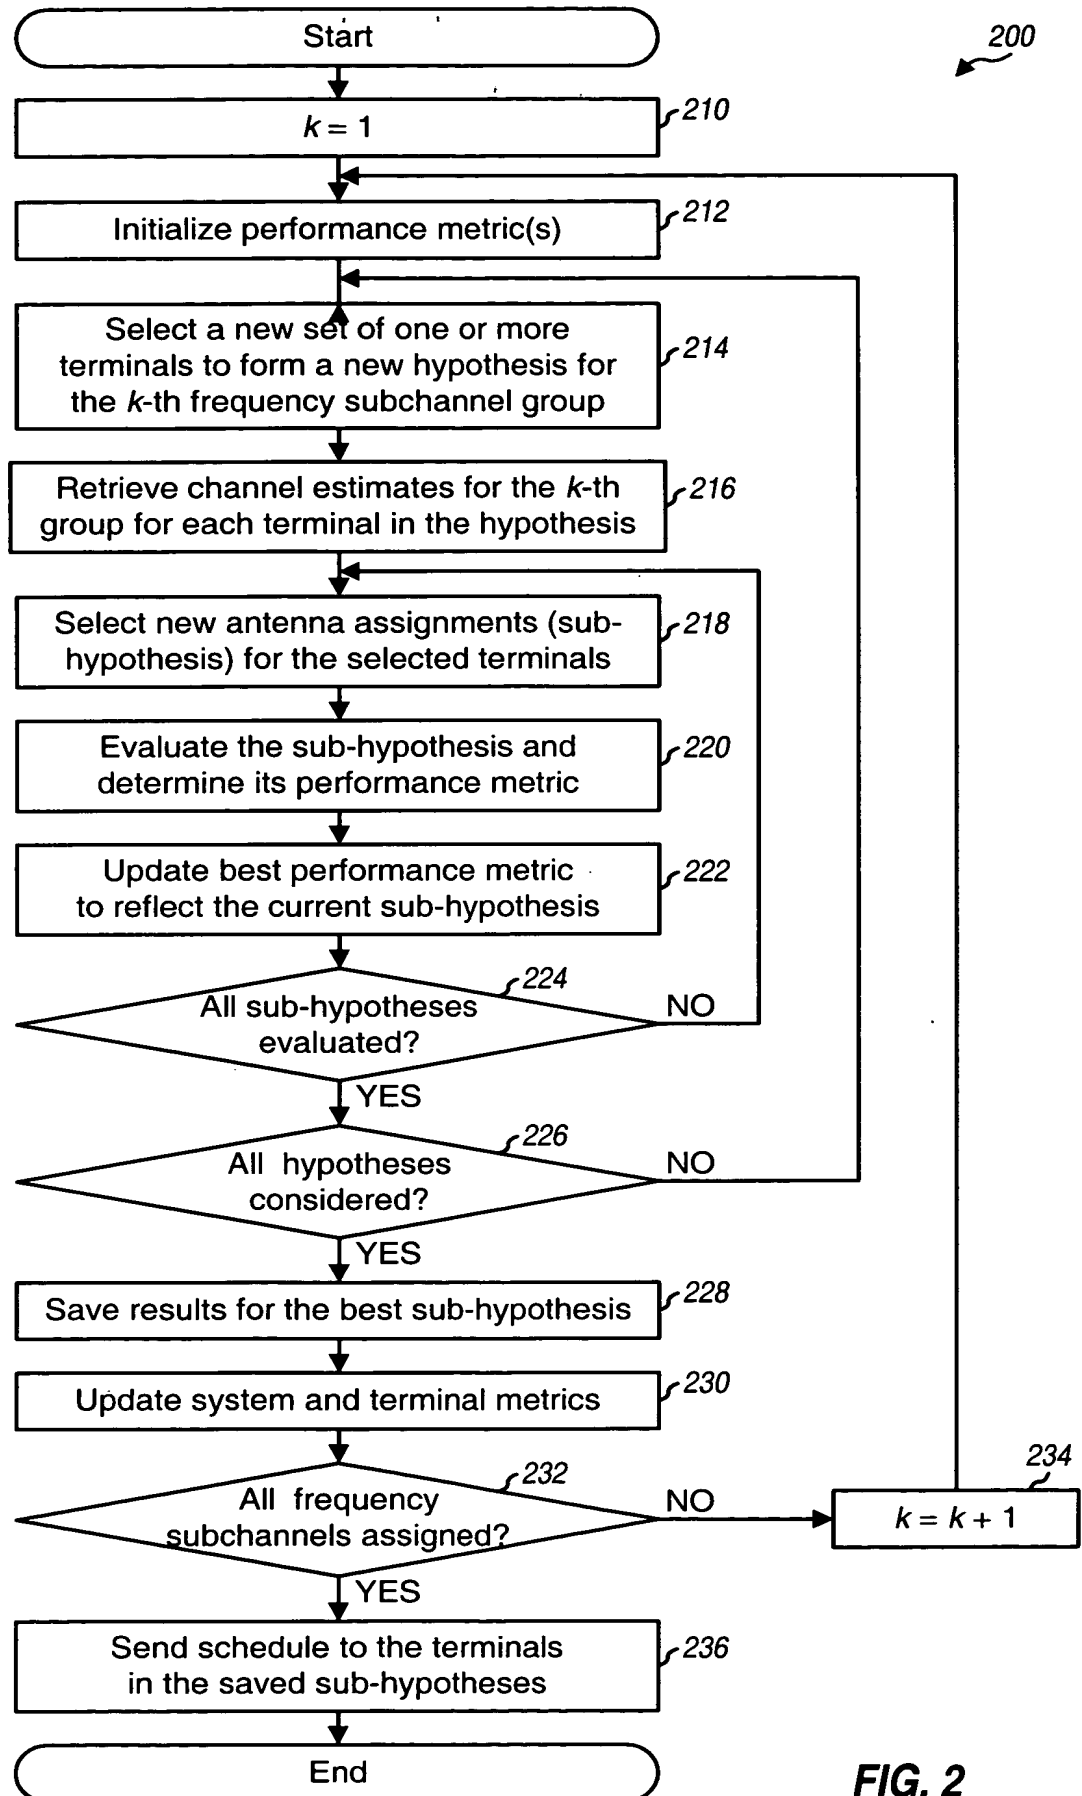 Start
200
k = 1
210
Initialize performance metric(s)
212
Select a new set of one or more
terminals to form a new hypothesis for
the k-th frequency subchannel group
214
Retrieve channel estimates for the k-th
group for each terminal in the hypothesis
216
Select new antenna assignments (sub-
hypothesis) for the selected terminals
218
Evaluate the sub-hypothesis and
determine its performance metric
220
Update best performance metric
to reflect the current sub-hypothesis
222
224
All sub-hypotheses
evaluated?
NO
YES
226
All hypotheses
considered?
NO
YES
Save results for the best sub-hypothesis
228
Update system and terminal metrics
230
232
All frequency
subchannels assigned?
NO
234
k = k + 1
YES
Send schedule to the terminals
in the saved sub-hypotheses
236
End
FIG. 2